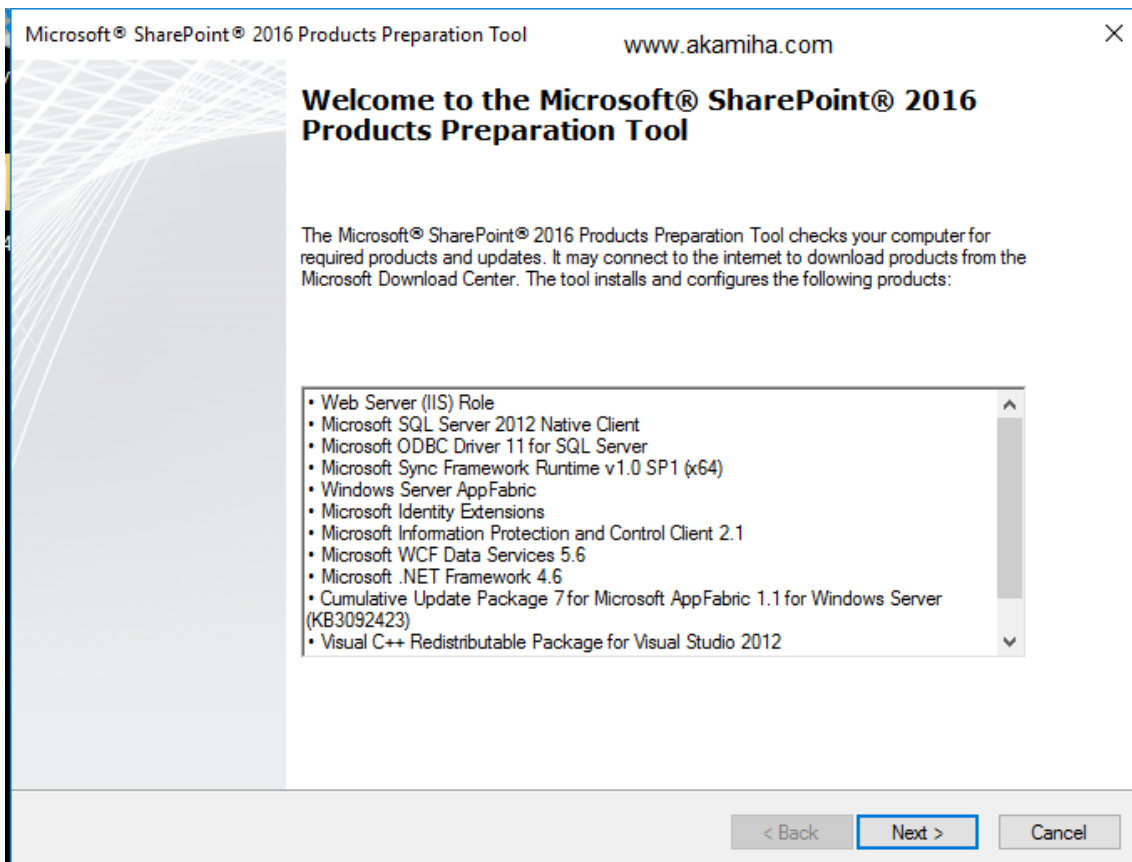 Microsoft® SharePoint® 2016 Products Preparation Tool
www.akamiha.com
Welcome to the Microsoft® SharePoint® 2016
Products Preparation Tool
The Microsoft® SharePoint® 2016 Products Preparation Tool checks your computer for
required products and updates. It may connect to the internet to download products from the
Microsoft Download Center. The tool installs and configures the following products:
• Web Server (IIS) Role
• Microsoft SQL Server 2012 Native Client
• Microsoft ODBC Driver 11 for SQL Server
• Microsoft Sync Framework Runtime v1.0 SP1 (x64)
• Windows Server AppFabric
• Microsoft Identity Extensions
• Microsoft Information Protection and Control Client 2.1
• Microsoft WCF Data Services 5.6
• Microsoft .NET Framework 4.6
• Cumulative Update Package 7 for Microsoft AppFabric 1.1 for Windows Server
(KB3092423)
• Visual C++ Redistributable Package for Visual Studio 2012
< Back
Next >
Cancel